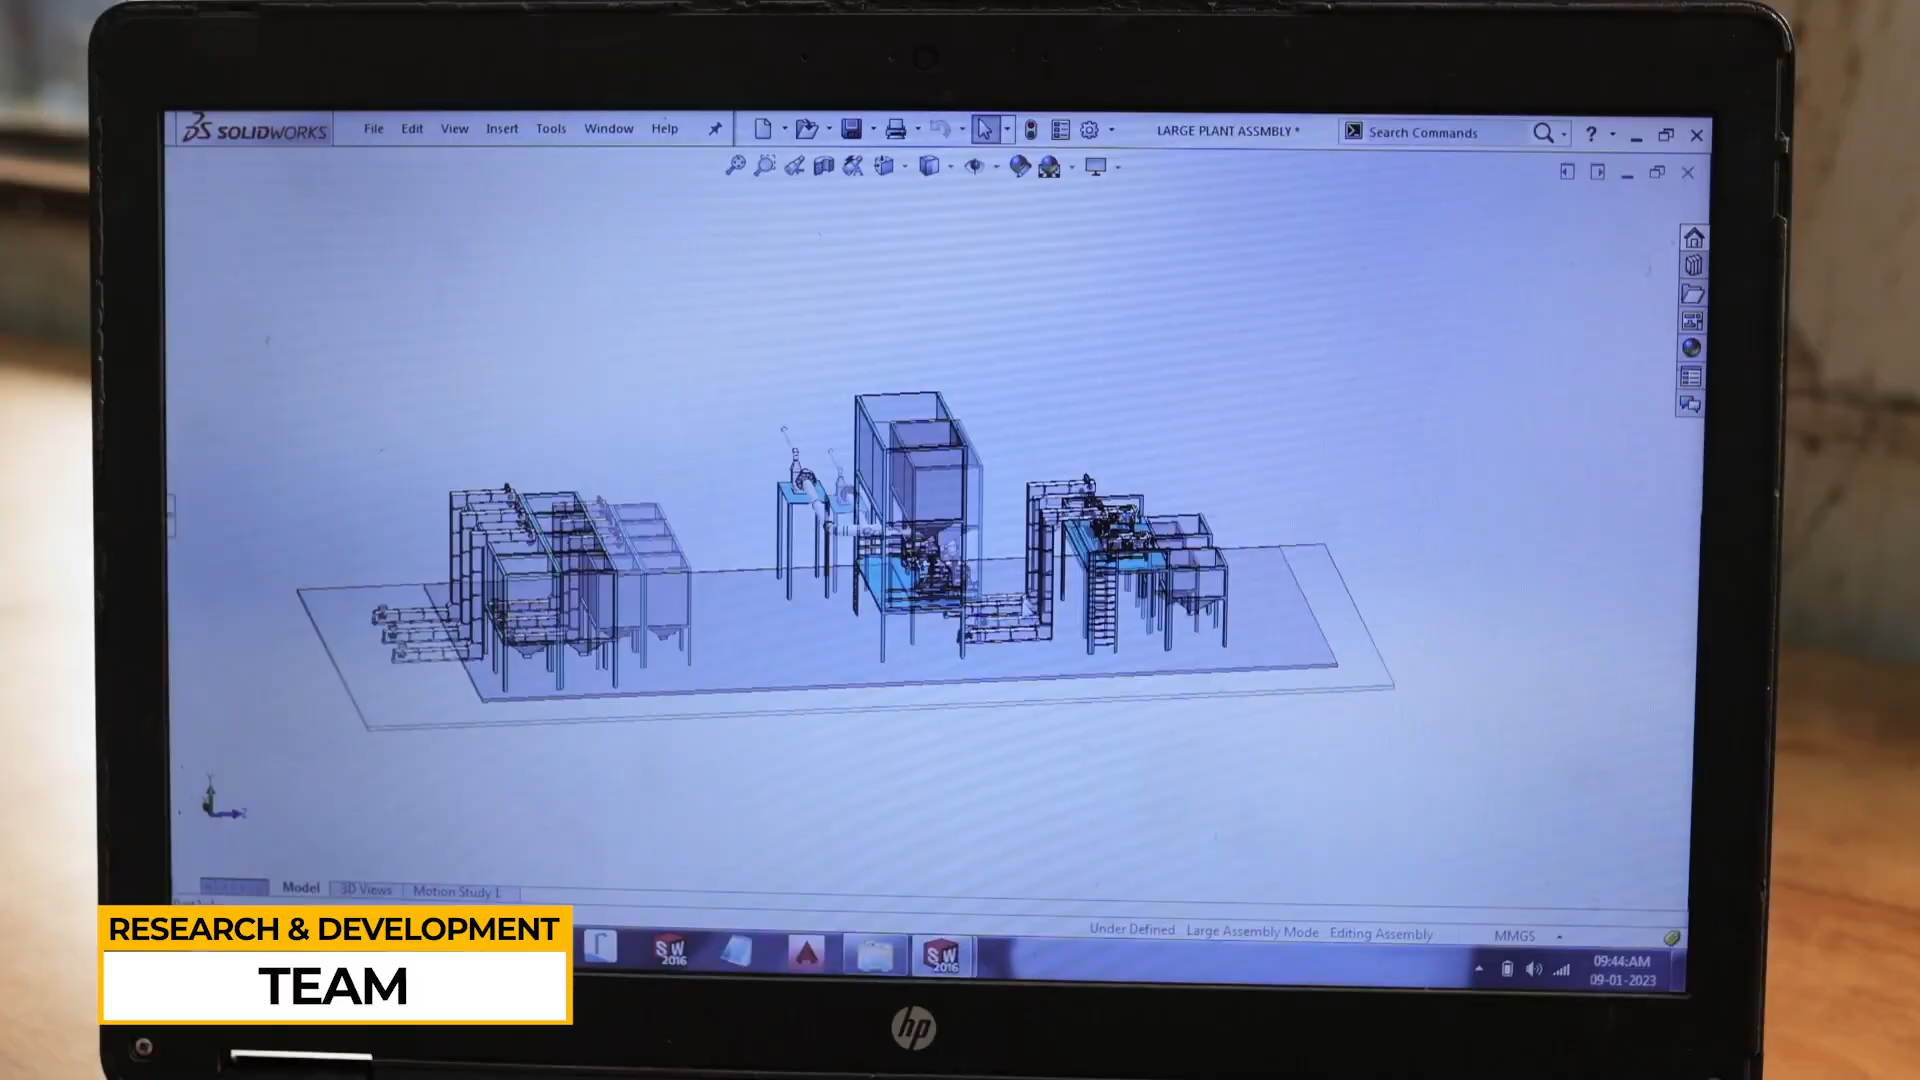 SOLIDWORKS File Edit View Insert Tools Window Help LARGE PLANT ASSMBLY * Search Commands ?
Y
Z
Model 3D Views Motion Study 1
Under Defined Large Assembly Mode Editing Assembly MMGS
SW 2016 SW 2016 09:44:AM
09-01-2023
RESEARCH & DEVELOPMENT
TEAM
hp